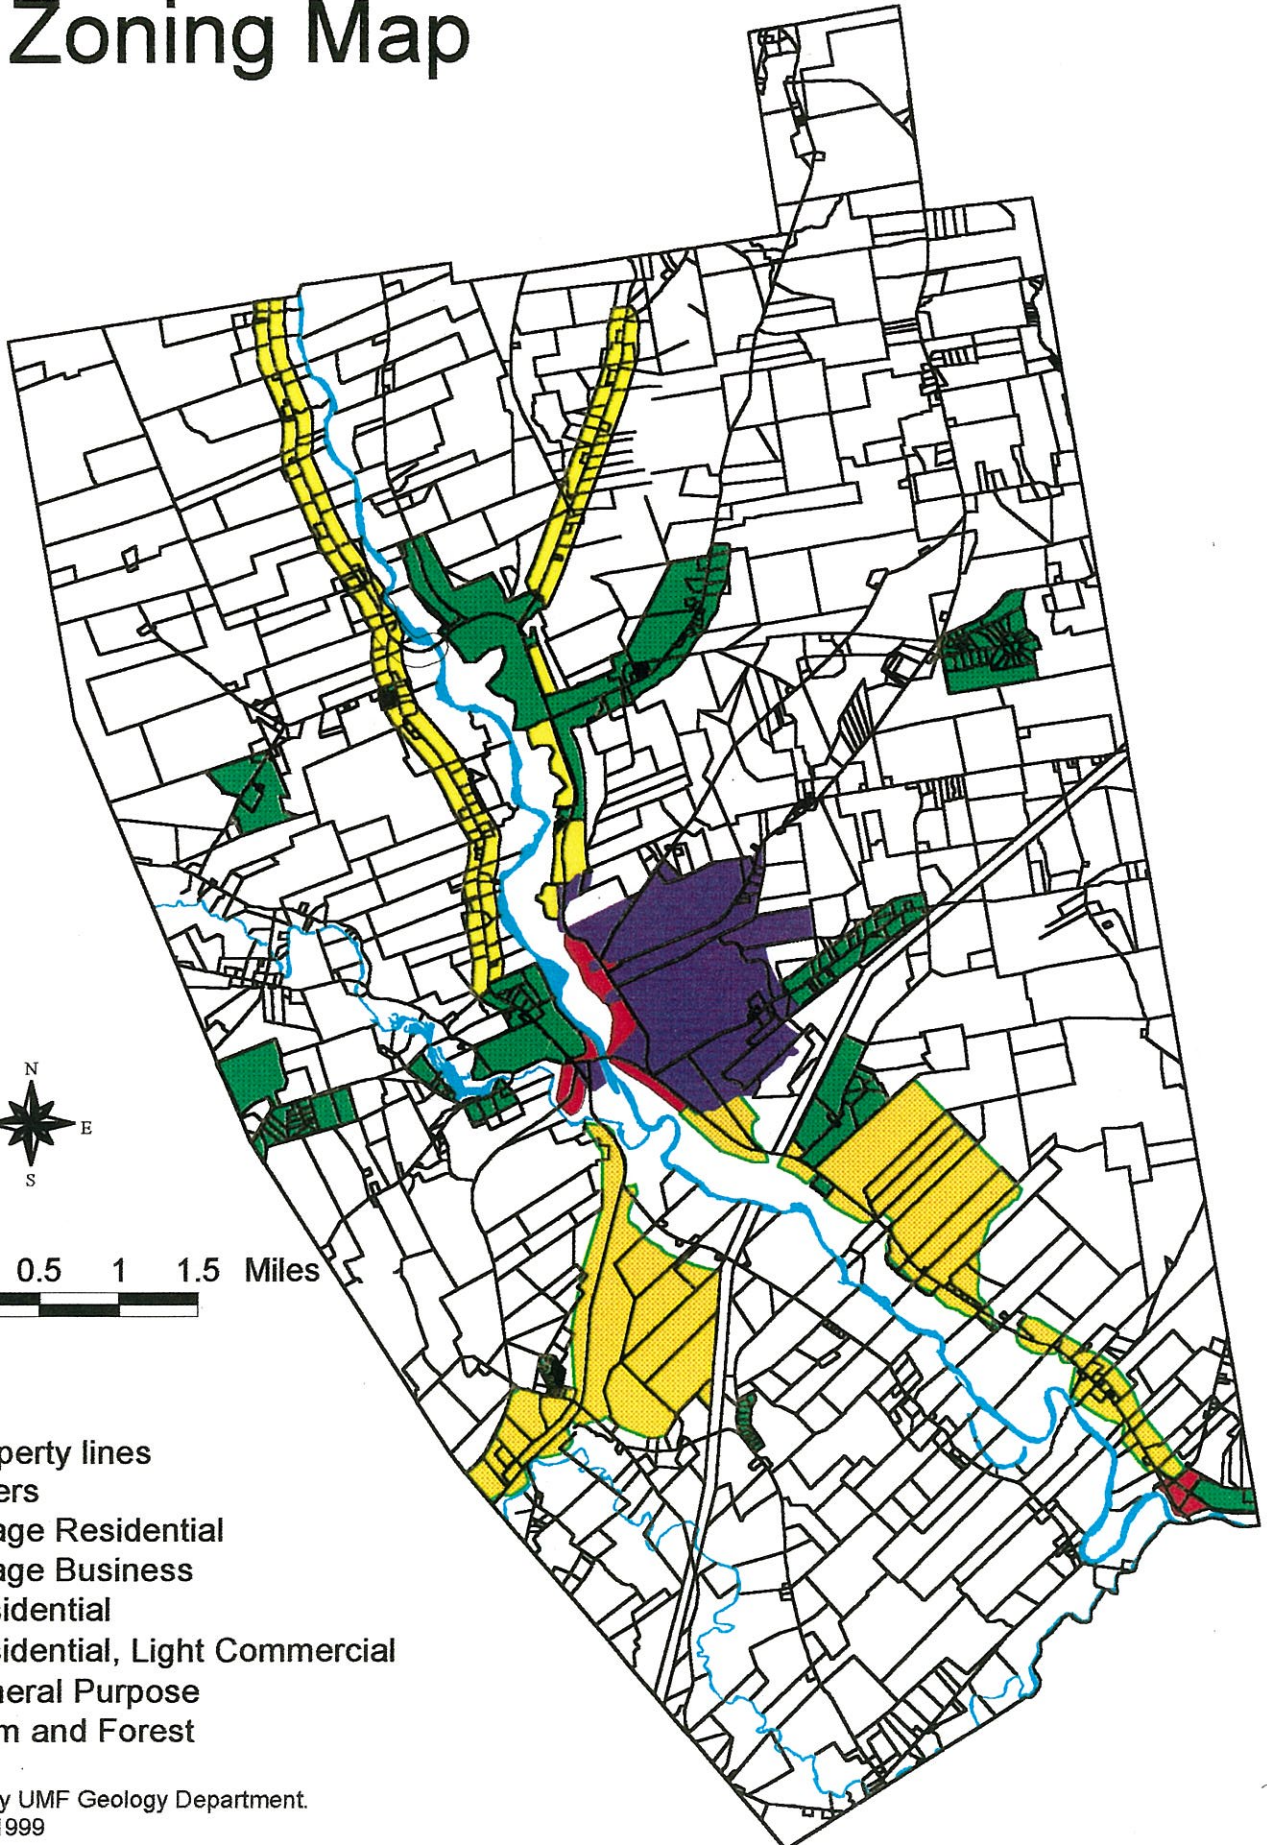 Zoning Map
N
E
S
0.5 1 1.5 Miles
perty lines
ers
age Residential
age Business
sidential
sidential, Light Commercial
neral Purpose
m and Forest
y UMF Geology Department.
1999